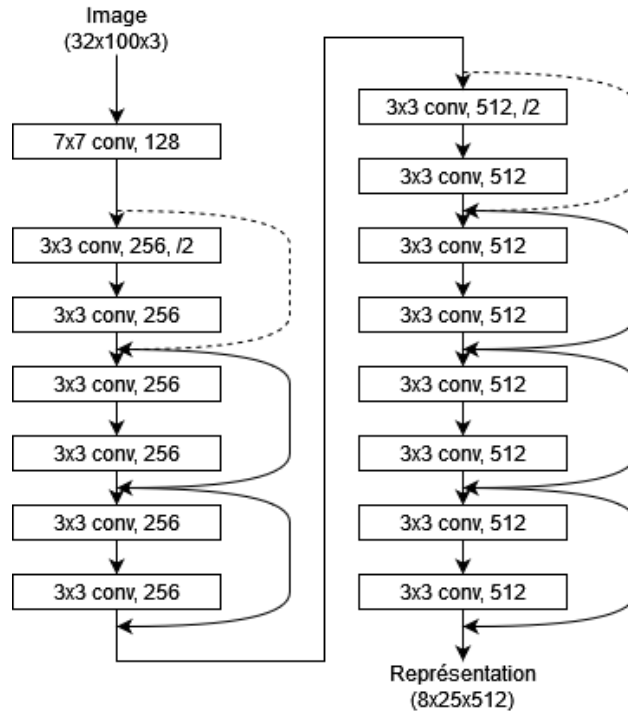 Image
(32x100x3)
7x7 conv, 128
3x3 conv, 256, /2
3x3 conv, 256
3x3 conv, 256
3x3 conv, 256
3x3 conv, 256
3x3 conv, 256
3x3 conv, 512, /2
3x3 conv, 512
3x3 conv, 512
3x3 conv, 512
3x3 conv, 512
3x3 conv, 512
3x3 conv, 512
3x3 conv, 512
Représentation
(8x25x512)